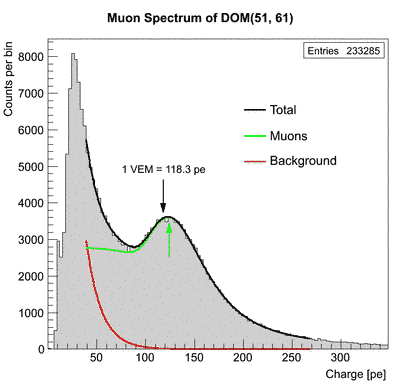 Muon Spectrum of DOM(51, 61)
Counts per bin
Entries 233285
8000
7000
6000
5000
4000
3000
2000
1000
0
Total
Muons
Background
1 VEM = 118.3 pe
50 100 150 200 250 300
Charge [pe]